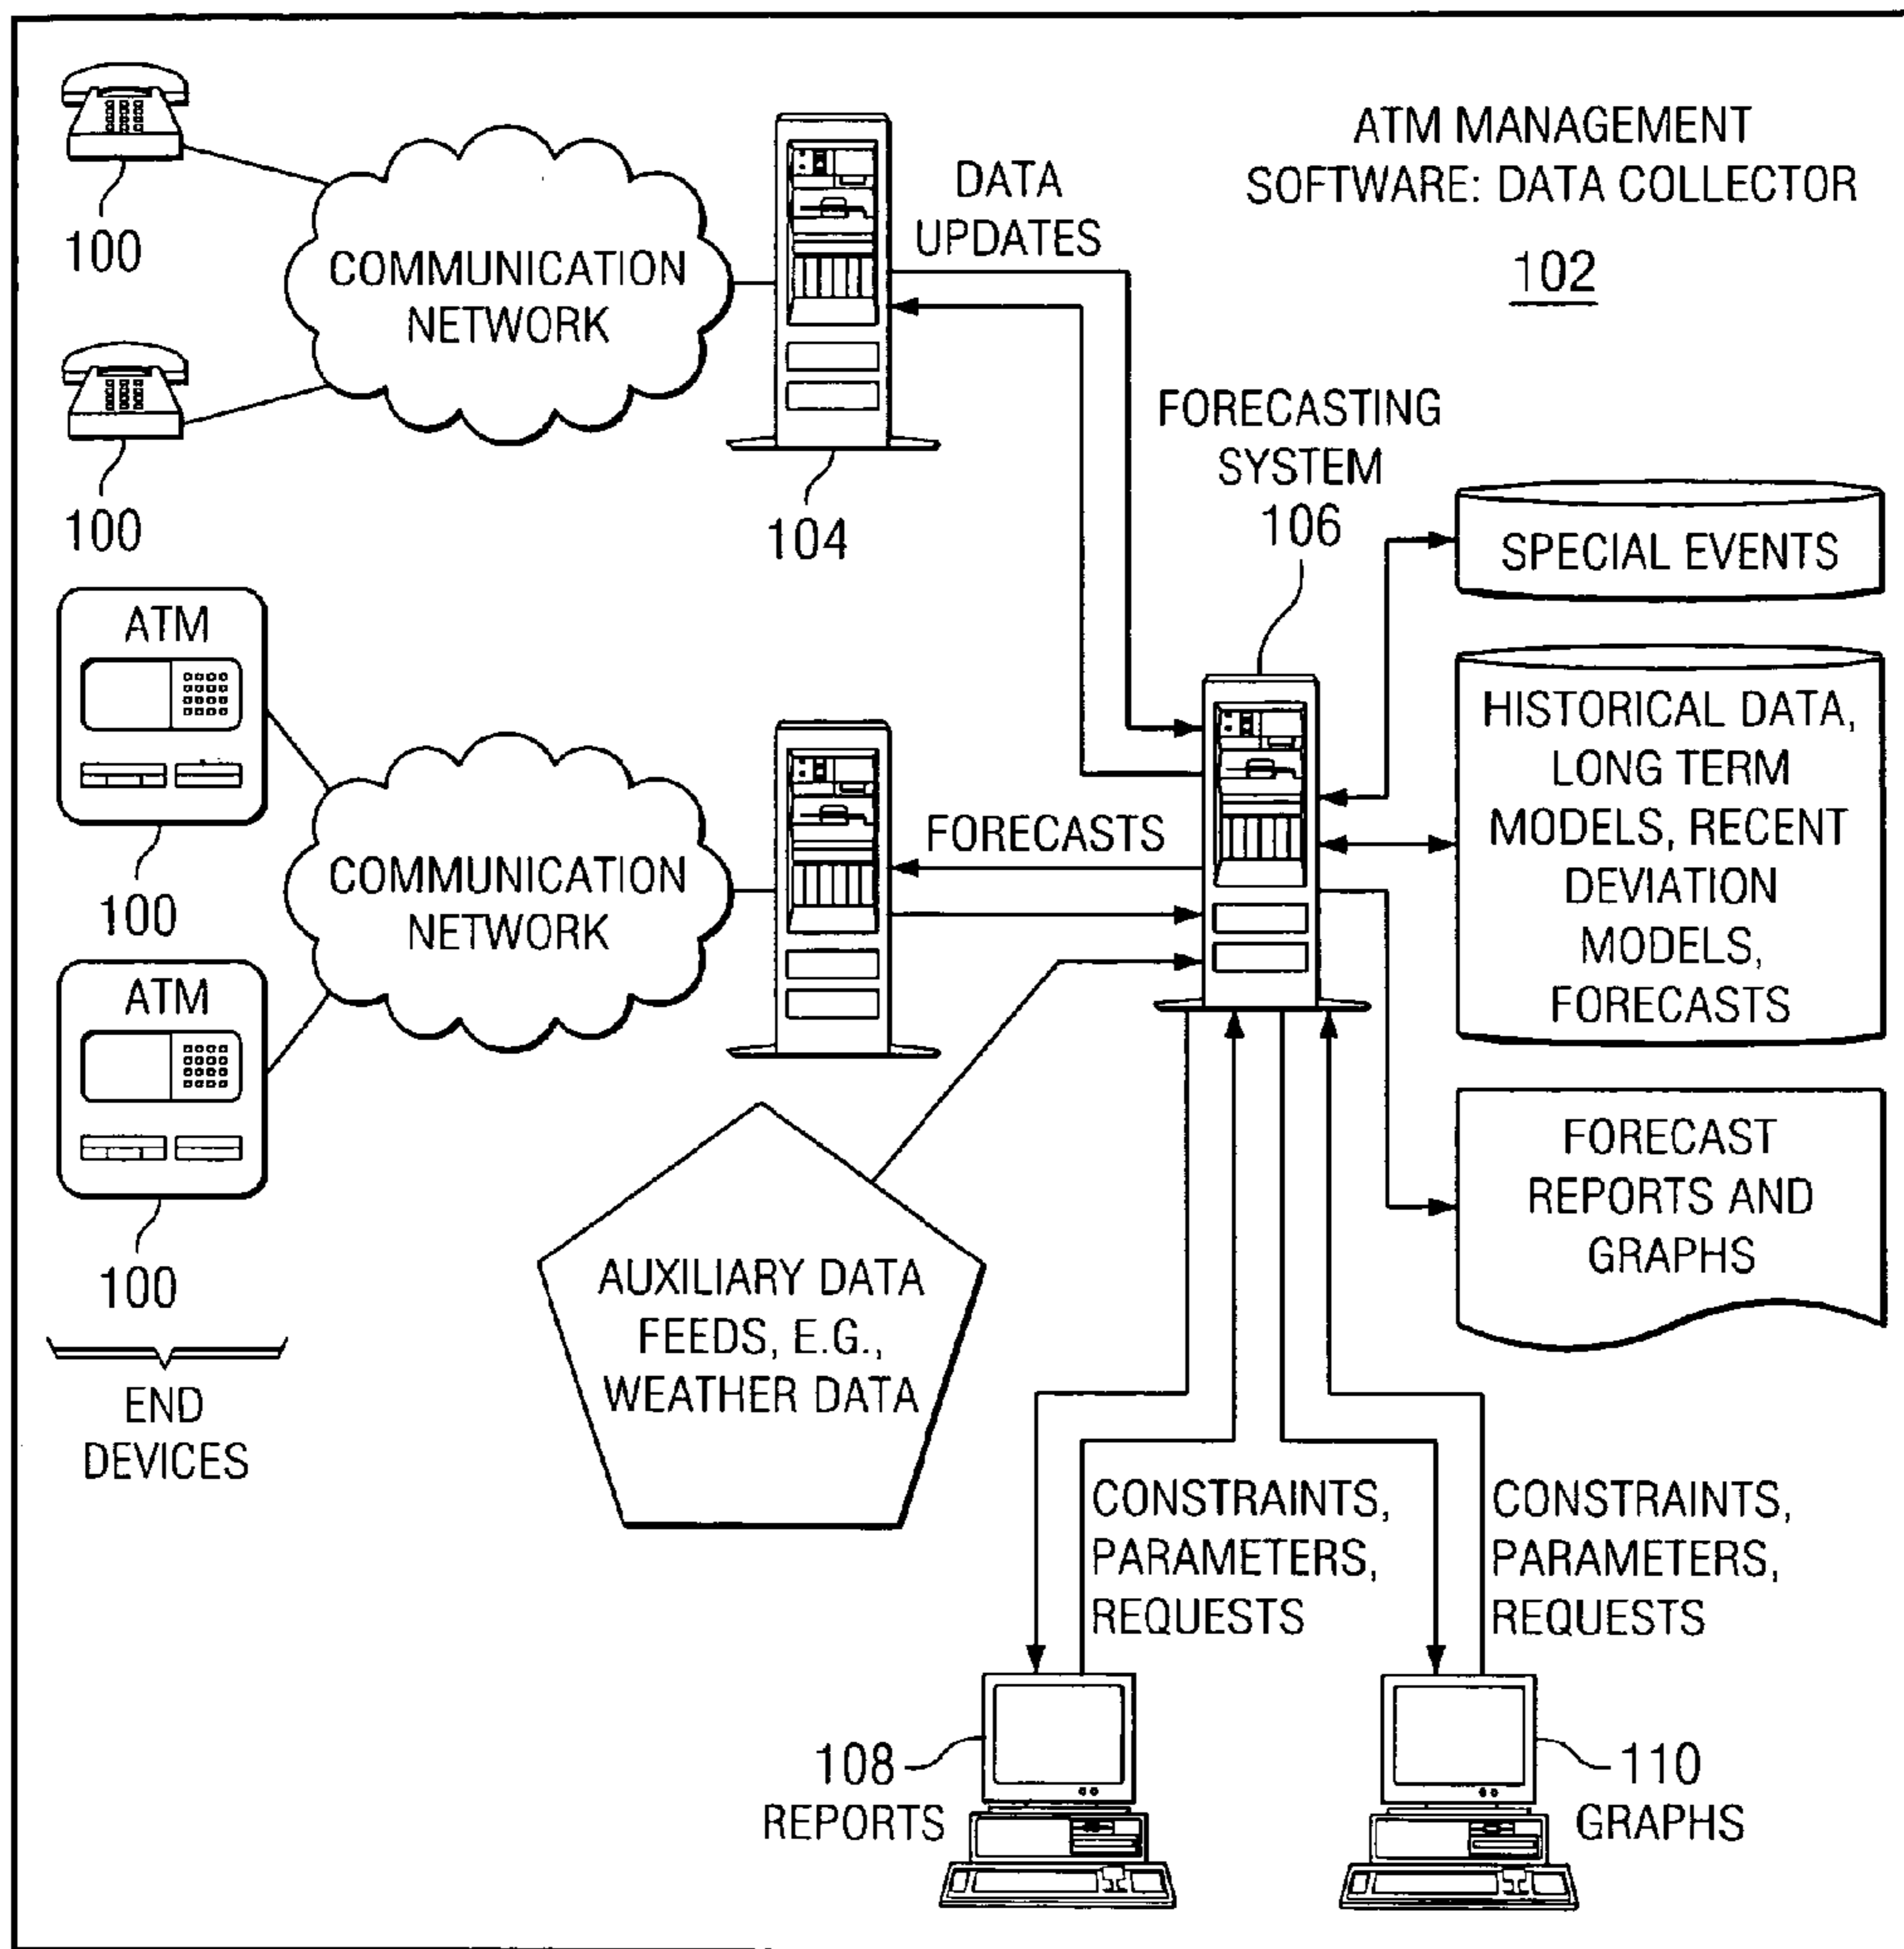 ATM MANAGEMENT
SOFTWARE: DATA COLLECTOR
102
100
COMMUNICATION
NETWORK
DATA
UPDATES
100
104
FORECASTING
SYSTEM
106
SPECIAL EVENTS
ATM
100
COMMUNICATION
NETWORK
FORECASTS
HISTORICAL DATA,
LONG TERM
MODELS, RECENT
DEVIATION
MODELS,
FORECASTS
ATM
100
END
DEVICES
AUXILIARY DATA
FEEDS, E.G.,
WEATHER DATA
FORECAST
REPORTS AND
GRAPHS
CONSTRAINTS,
PARAMETERS,
REQUESTS
CONSTRAINTS,
PARAMETERS,
REQUESTS
108
REPORTS
110
GRAPHS